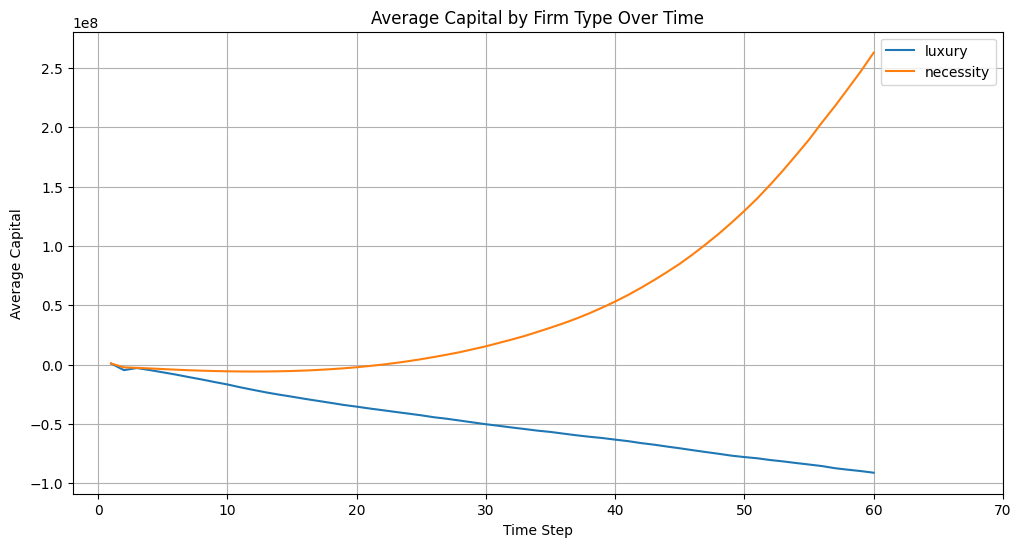 Average Capital by Firm Type Over Time
1e8
luxury
necessity
2.5
2.0
1.5
1.0
0.5
0.0
−0.5
−1.0
Average Capital
0 10 20 30 40 50 60 70
Time Step